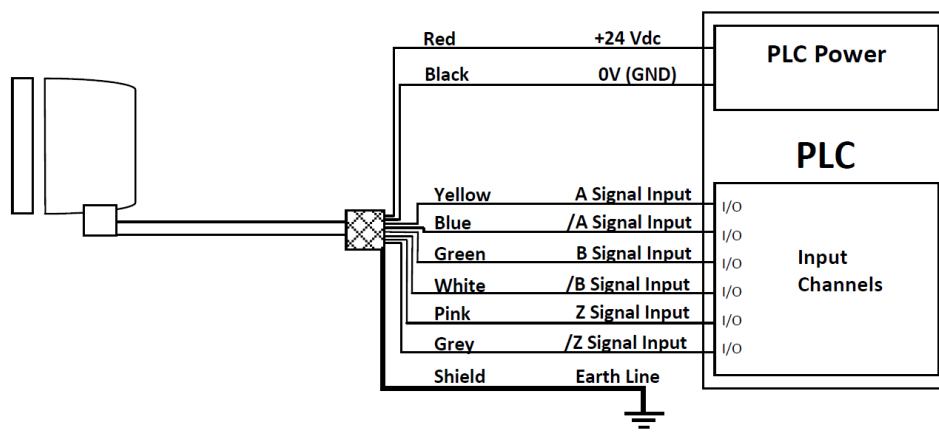 Red +24 Vdc
PLC Power
Black 0V (GND)
PLC
Yellow A Signal Input I/O
Blue /A Signal Input I/O
Green B Signal Input I/O
Input
Channels
White /B Signal Input I/O
Pink Z Signal Input I/O
Grey /Z Signal Input I/O
Shield Earth Line